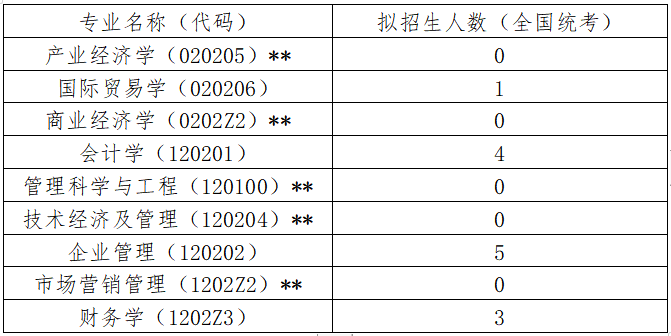 专业名称（代码） 拟招生人数（全国统考）
产业经济学（020205）** 0
国际贸易学（020206） 1
商业经济学（0202Z2）** 0
会计学（120201） 4
管理科学与工程（120100）** 0
技术经济及管理（120204）** 0
企业管理（120202） 5
市场营销管理（1202Z2）** 0
财务学（1202Z3） 3